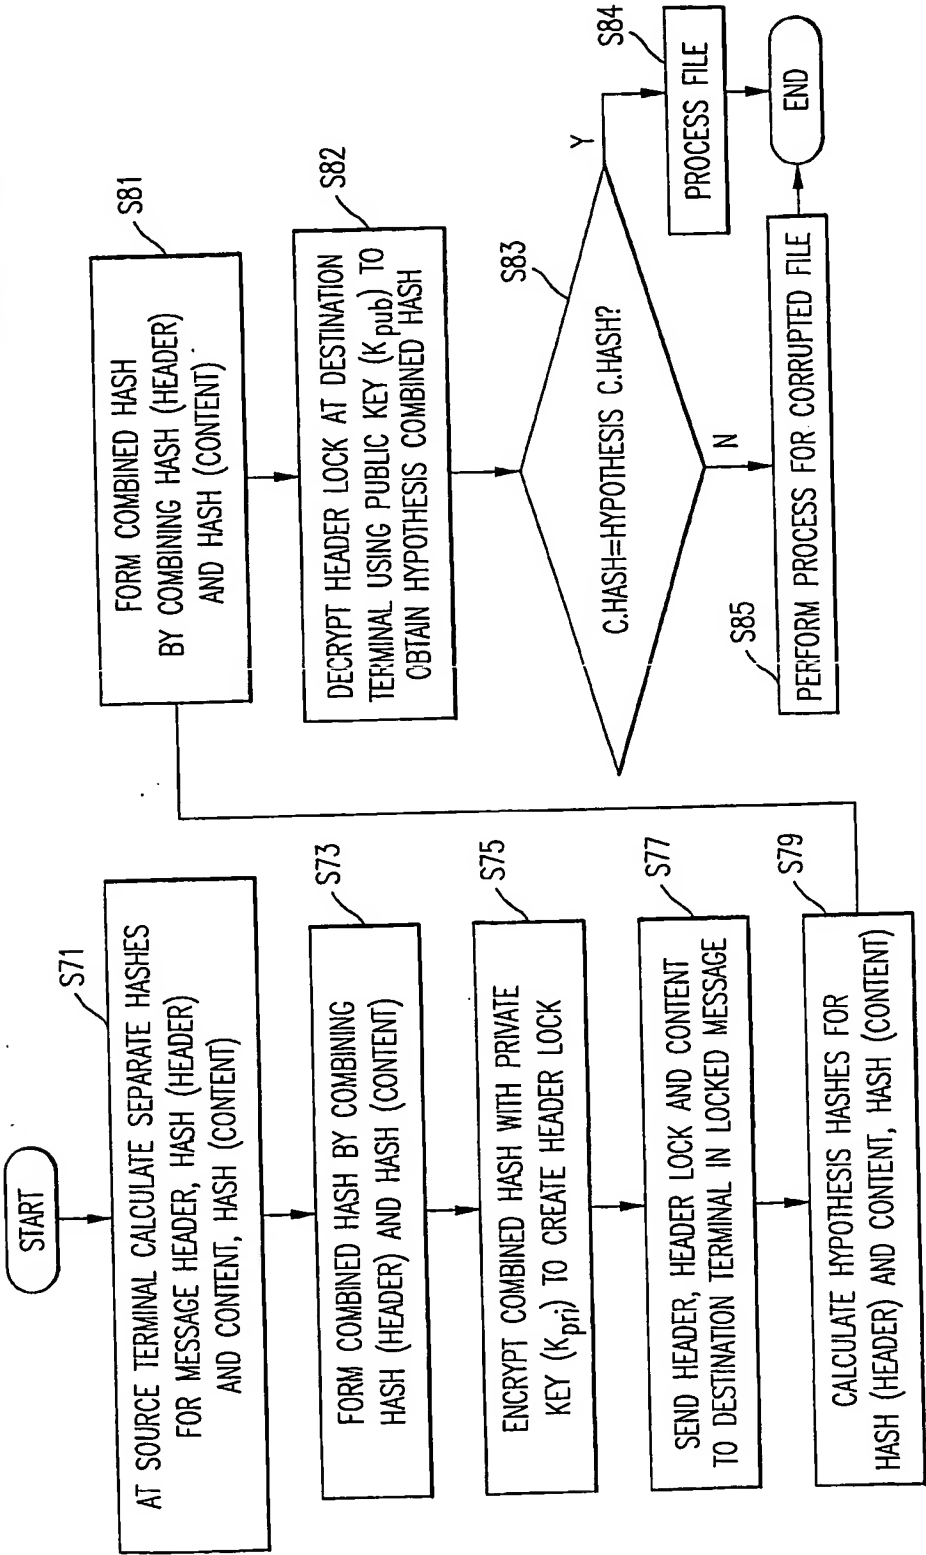 START
S71
AT SOURCE TERMINAL CALCULATE SEPARATE HASHES
FOR MESSAGE HEADER, HASH (HEADER)
AND CONTENT, HASH (CONTENT)
S73
FORM COMBINED HASH BY COMBINING
HASH (HEADER) AND HASH (CONTENT)
S75
ENCRYPT COMBINED HASH WITH PRIVATE
KEY (Kpri) TO CREATE HEADER LOCK
S77
SEND HEADER, HEADER LOCK AND CONTENT
TO DESTINATION TERMINAL IN LOCKED MESSAGE
S79
CALCULATE HYPOTHESIS HASHES FOR
HASH (HEADER) AND CONTENT, HASH (CONTENT)
S81
FORM COMBINED HASH
BY COMBINING HASH (HEADER)
AND HASH (CONTENT)
S82
DECRYPT HEADER LOCK AT DESTINATION
TERMINAL USING PUBLIC KEY (Kpub) TO
OBTAIN HYPOTHESIS COMBINED HASH
S83
C.HASH=HYPOTHESIS C.HASH?
Y
S84
PROCESS FILE
N
S85
PERFORM PROCESS FOR CORRUPTED FILE
END